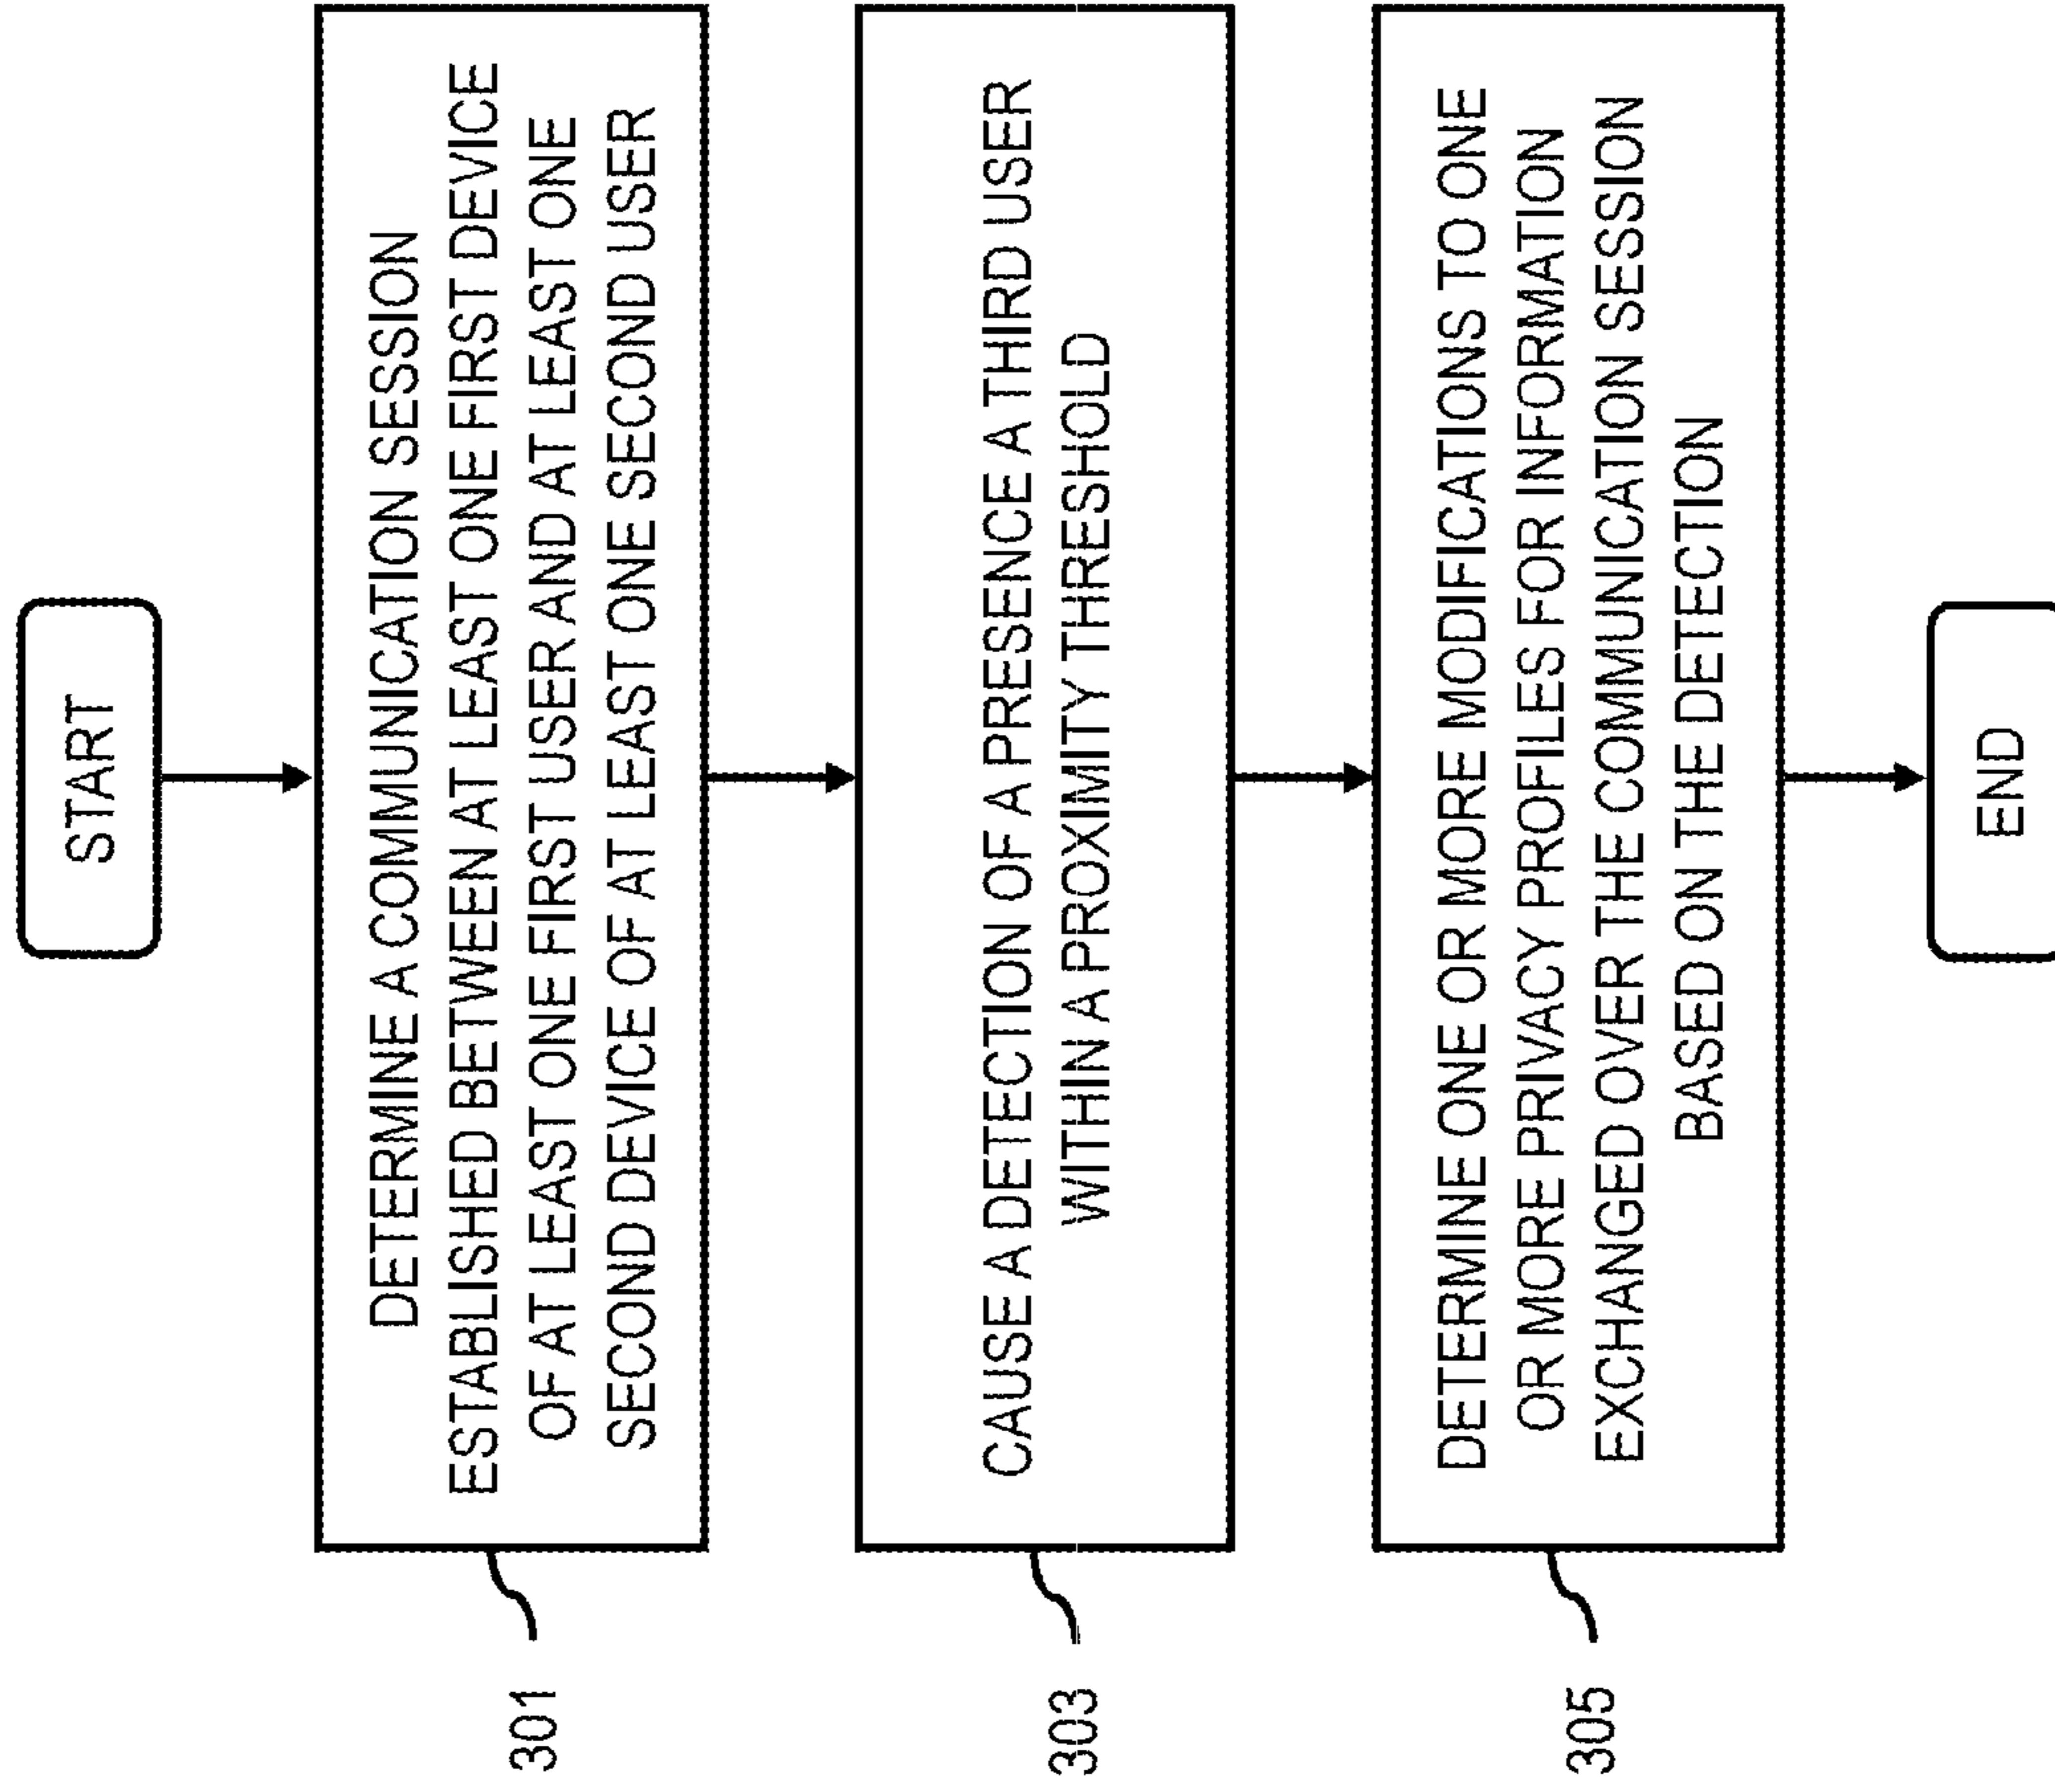 START
DETERMINE A COMMUNICATION SESSION
ESTABLISHED BETWEEN AT LEAST ONE FIRST DEVICE
OF AT LEAST ONE FIRST USER AND AT LEAST ONE
SECOND DEVICE OF AT LEAST ONE SECOND USER
301
CAUSE A DETECTION OF A PRESENCE A THIRD USER
WITHIN A PROXIMITY THRESHOLD
303
DETERMINE ONE OR MORE MODIFICATIONS TO ONE
OR MORE PRIVACY PROFILES FOR INFORMATION
EXCHANGED OVER THE COMMUNICATION SESSION
BASED ON THE DETECTION
305
END